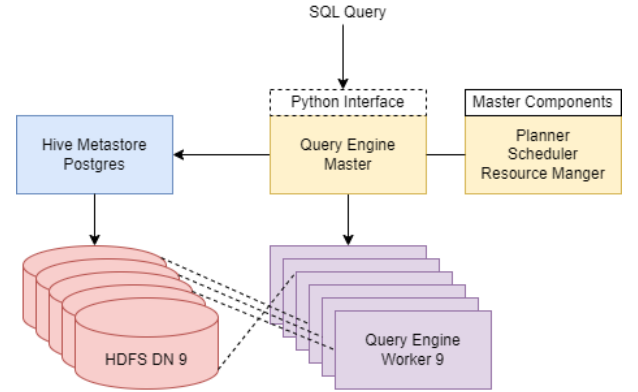 SQL Query
Python Interface
Master Components
Hive Metastore
Postgres
Query Engine
Master
Planner
Scheduler
Resource Manger
HDFS DN 9
Query Engine
Worker 9